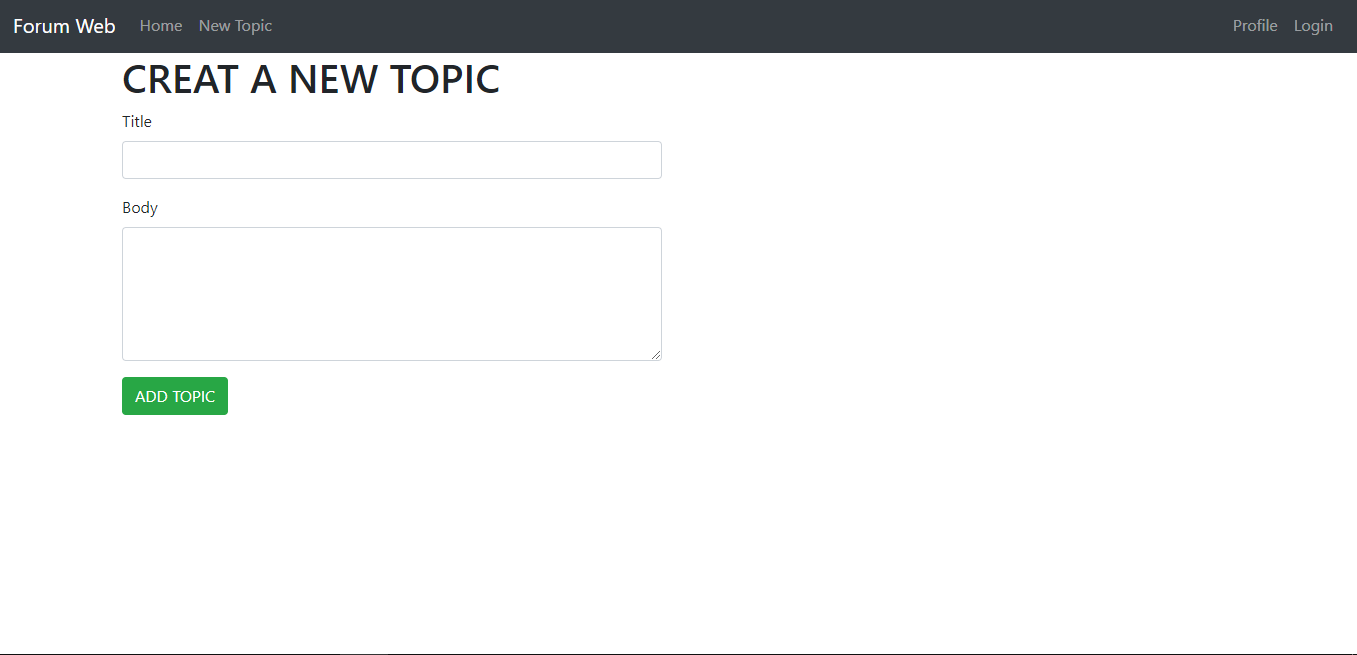 Forum Web Home New Topic Profile Login
CREAT A NEW TOPIC
Title
Body
ADD TOPIC